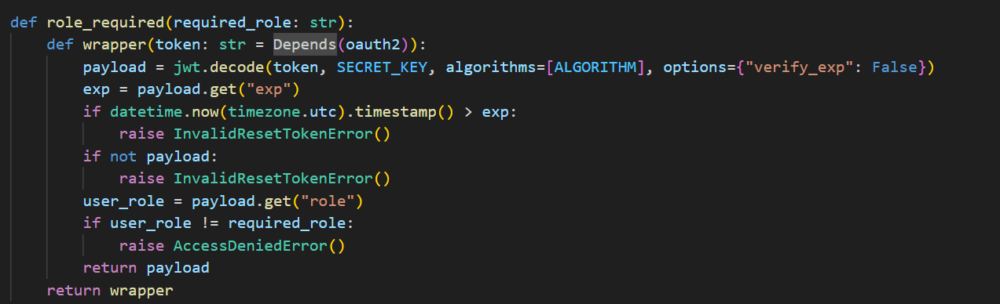 def role_required(required_role: str):
    def wrapper(token: str = Depends(oauth2)):
        payload = jwt.decode(token, SECRET_KEY, algorithms=[ALGORITHM], options={"verify_exp": False})
        exp = payload.get("exp")
        if datetime.now(timezone.utc).timestamp() > exp:
            raise InvalidResetTokenError()
        if not payload:
            raise InvalidResetTokenError()
        user_role = payload.get("role")
        if user_role != required_role:
            raise AccessDeniedError()
        return payload
    return wrapper